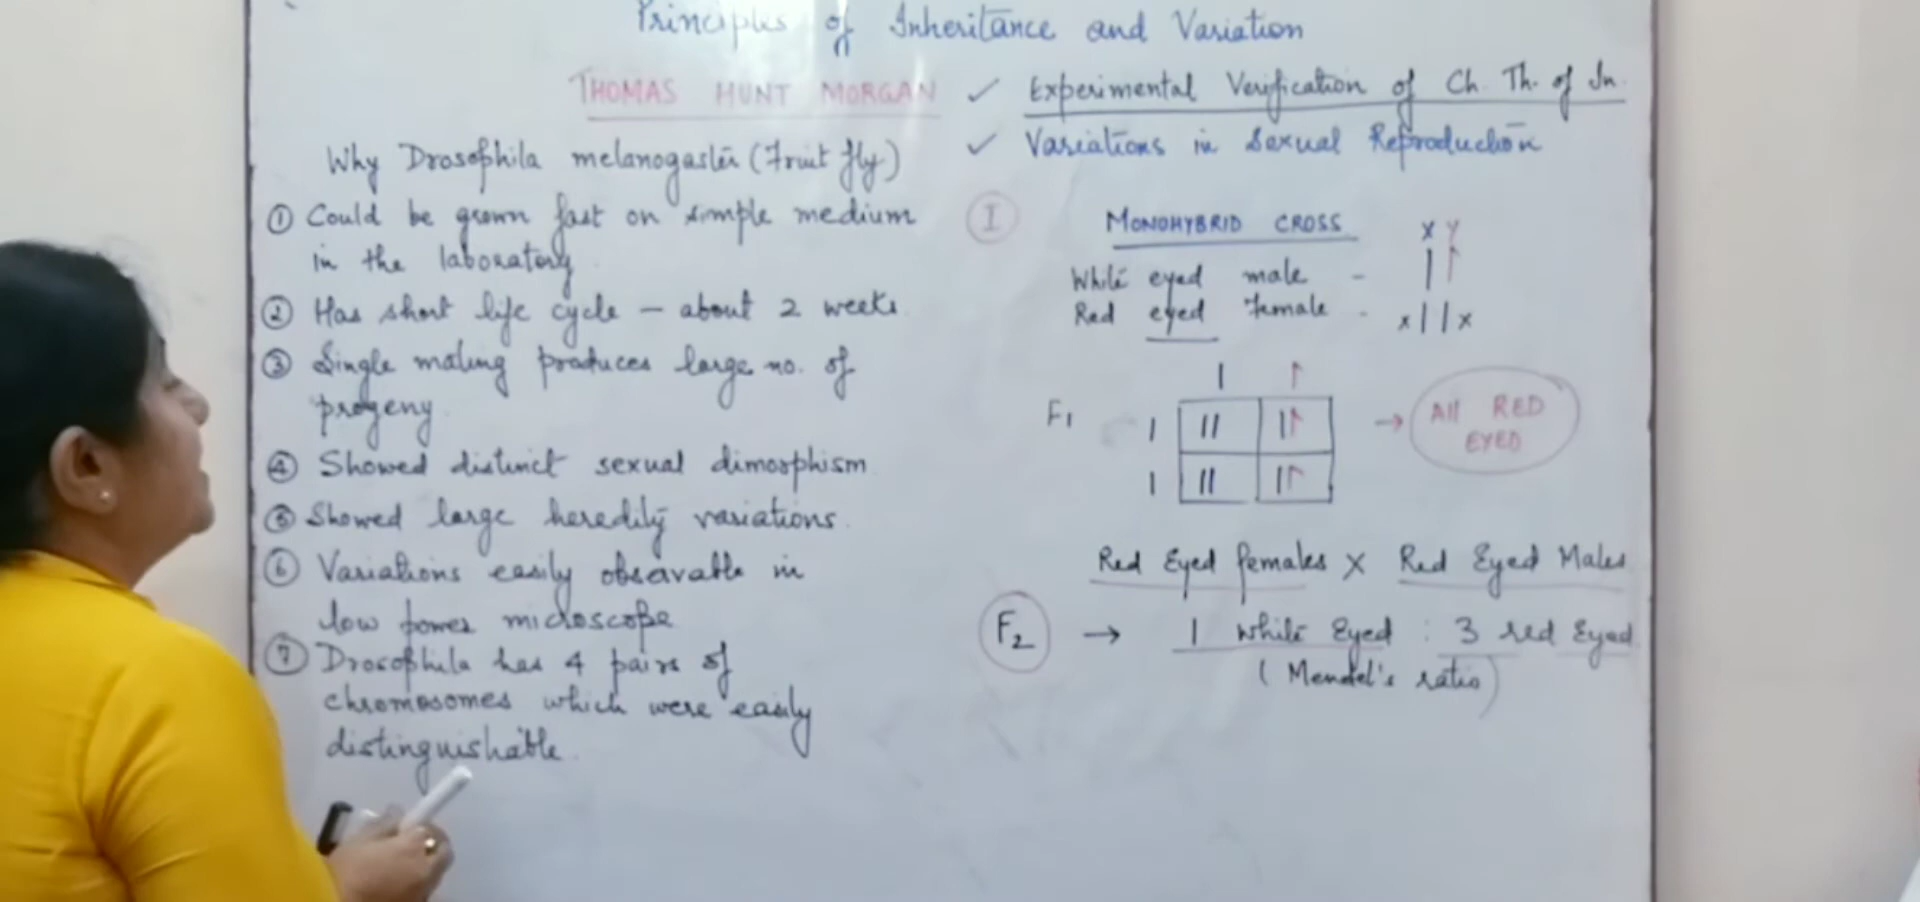 Principles of Inheritance and Variation
THOMAS HUNT MORGAN
✓ Experimental Verification of Ch. Th. of In.
✓ Variations in Sexual Reproduction
Why Drosophila melanogaster (Fruit fly)
① Could be grown fast on simple medium
in the laboratory
② Has short life cycle - about 2 weeks.
③ Single mating produces large no. of
progeny.
④ Showed distinct sexual dimorphism
⑤ Showed large heredity variations.
⑥ Variations easily observable in
low power microscope
⑦ Drosophila has 4 pairs of
chromosomes which were easily
distinguishable.
I
MONOHYBRID CROSS
X Y
White eyed male -
Red eyed female -
X X
F1
→ All RED
EYED
Red Eyed females X Red Eyed Males
F2 → 1 White Eyed : 3 red Eyed
(Mendel's ratio)